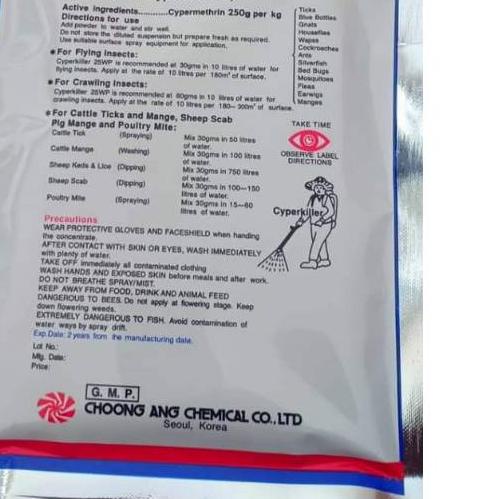 Active Ingredients...........Cypermethrin 250g per kg
Directions for use
Add powder to water and stir well.
Do not store the diluted suspension but prepare fresh as required.
Use suitable surface spray equipment for application.
For Flying Insects:
Cyperkiller 25WP is recommended at 30gms in 10 litres of water for
flying insects. Apply at the rate of 10 litres per 180m² of surface.
For Crawling Insects:
Cyperkiller 25WP is recommended at 60gms in 10 litres of water for
crawling insects. Apply at the rate of 10 litres per 180-300m² of surface.
For Cattle Ticks and Mange, Sheep Scab
Pig Mange and Poultry Mite:
Cattle Tick (Spraying) Mix 30gms in 50 litres
of water.
Cattle Mange (Washing) Mix 30gms in 100 litres
of water.
Sheep Keds & Lice (Dipping) Mix 30gms in 750 litres
of water.
Sheep Scab (Dipping) Mix 30gms in 100-150
litres of water.
Poultry Mite (Spraying) Mix 30gms in 15-60
litres of water.
Ticks
Blue Bottles
Gnats
Houseflies
Wasps
Cockroaches
Ants
Silverfish
Bed Bugs
Mosquitoes
Fleas
Earwigs
Manges
TAKE TIME
OBSERVE LABEL
DIRECTIONS
Cyperkiller
Precautions
WEAR PROTECTIVE GLOVES AND FACESHIELD when handing
the concentrate.
AFTER CONTACT WITH SKIN OR EYES, WASH IMMEDIATELY
with plenty of water.
TAKE OFF immediately all contaminated clothing
WASH HANDS AND EXPOSED SKIN before meals and after work.
DO NOT BREATHE SPRAY/MIST.
KEEP AWAY FROM FOOD, DRINK AND ANIMAL FEED
DANGEROUS TO BEES. Do not apply at flowering stage. Keep
down flowering weeds.
EXTREMELY DANGEROUS TO FISH. Avoid contamination of
water ways by spray drift.
Exp.Date: 2 years from the manufacturing date.
Lot No.:
Mfg. Date:
Price:
G. M. P.
CHOONG ANG CHEMICAL CO., LTD
Seoul, Korea